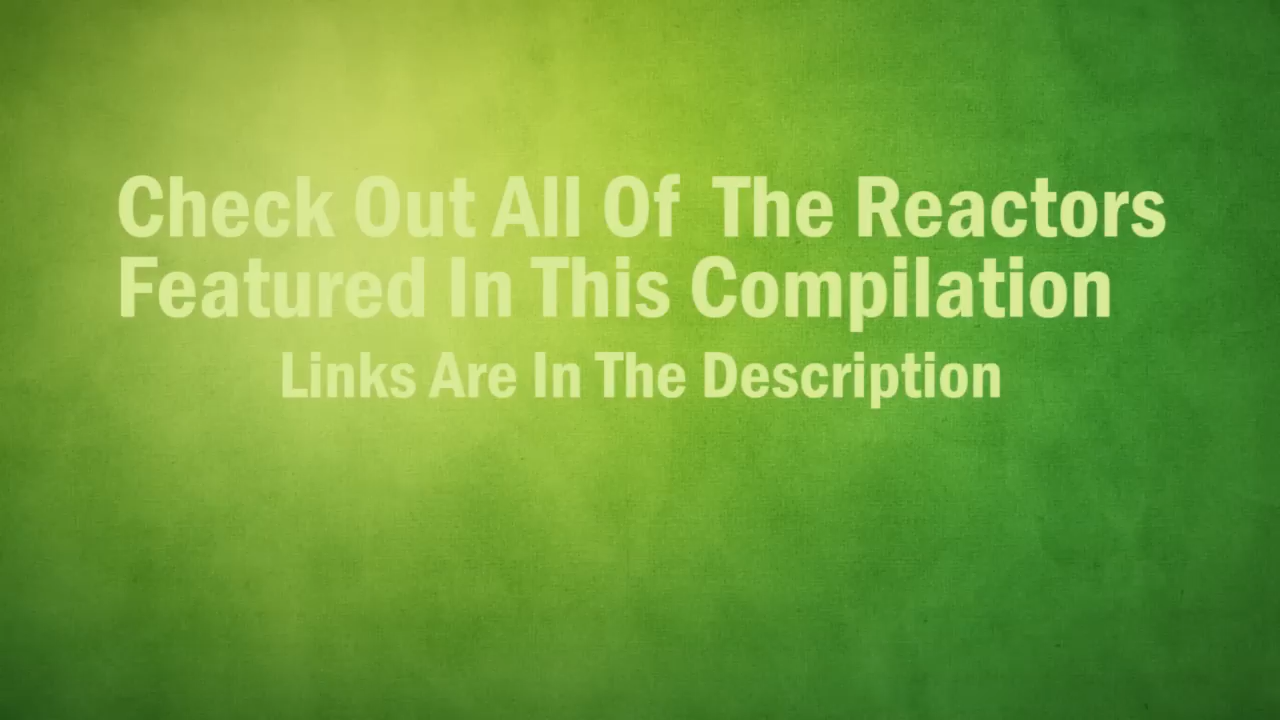 Check Out All Of The Reactors
Featured In This Compilation
Links Are In The Description